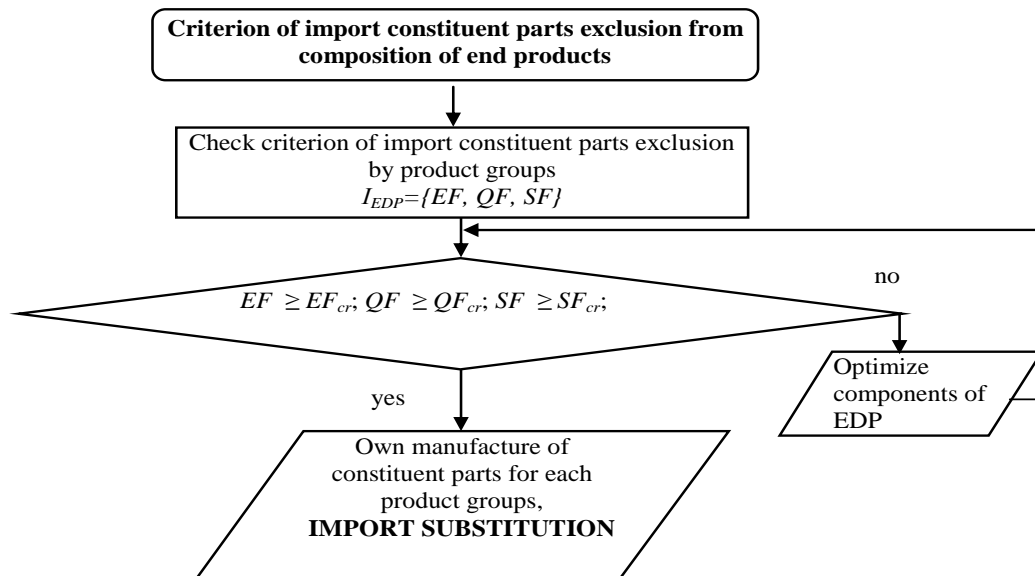 Criterion of import constituent parts exclusion from
composition of end products
Check criterion of import constituent parts exclusion
by product groups
I_EDP={EF, QF, SF}
no
EF ≥ EF_cr; QF ≥ QF_cr; SF ≥ SF_cr;
Optimize
components of
EDP
yes
Own manufacture of
constituent parts for each
product groups,
IMPORT SUBSTITUTION